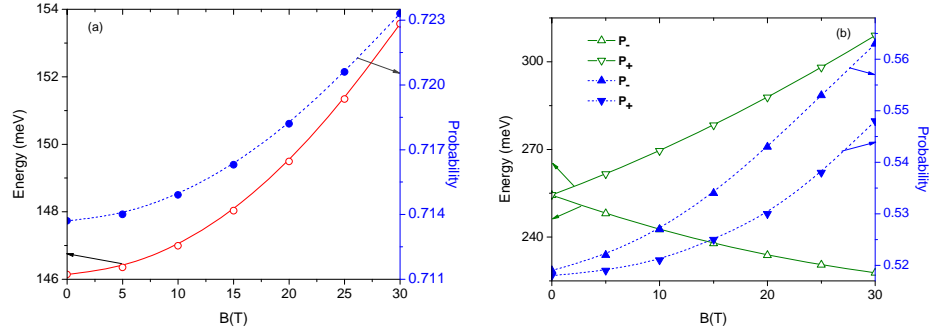 (a)
154
152
150
148
146
Energy (meV)
0.723
0.720
0.717
0.714
0.711
Probability
0 5 10 15 20 25 30
B(T)
(b)
P-
P+
P-
P+
300
270
240
Energy (meV)
0.56
0.55
0.54
0.53
0.52
Probability
0 10 20 30
B(T)